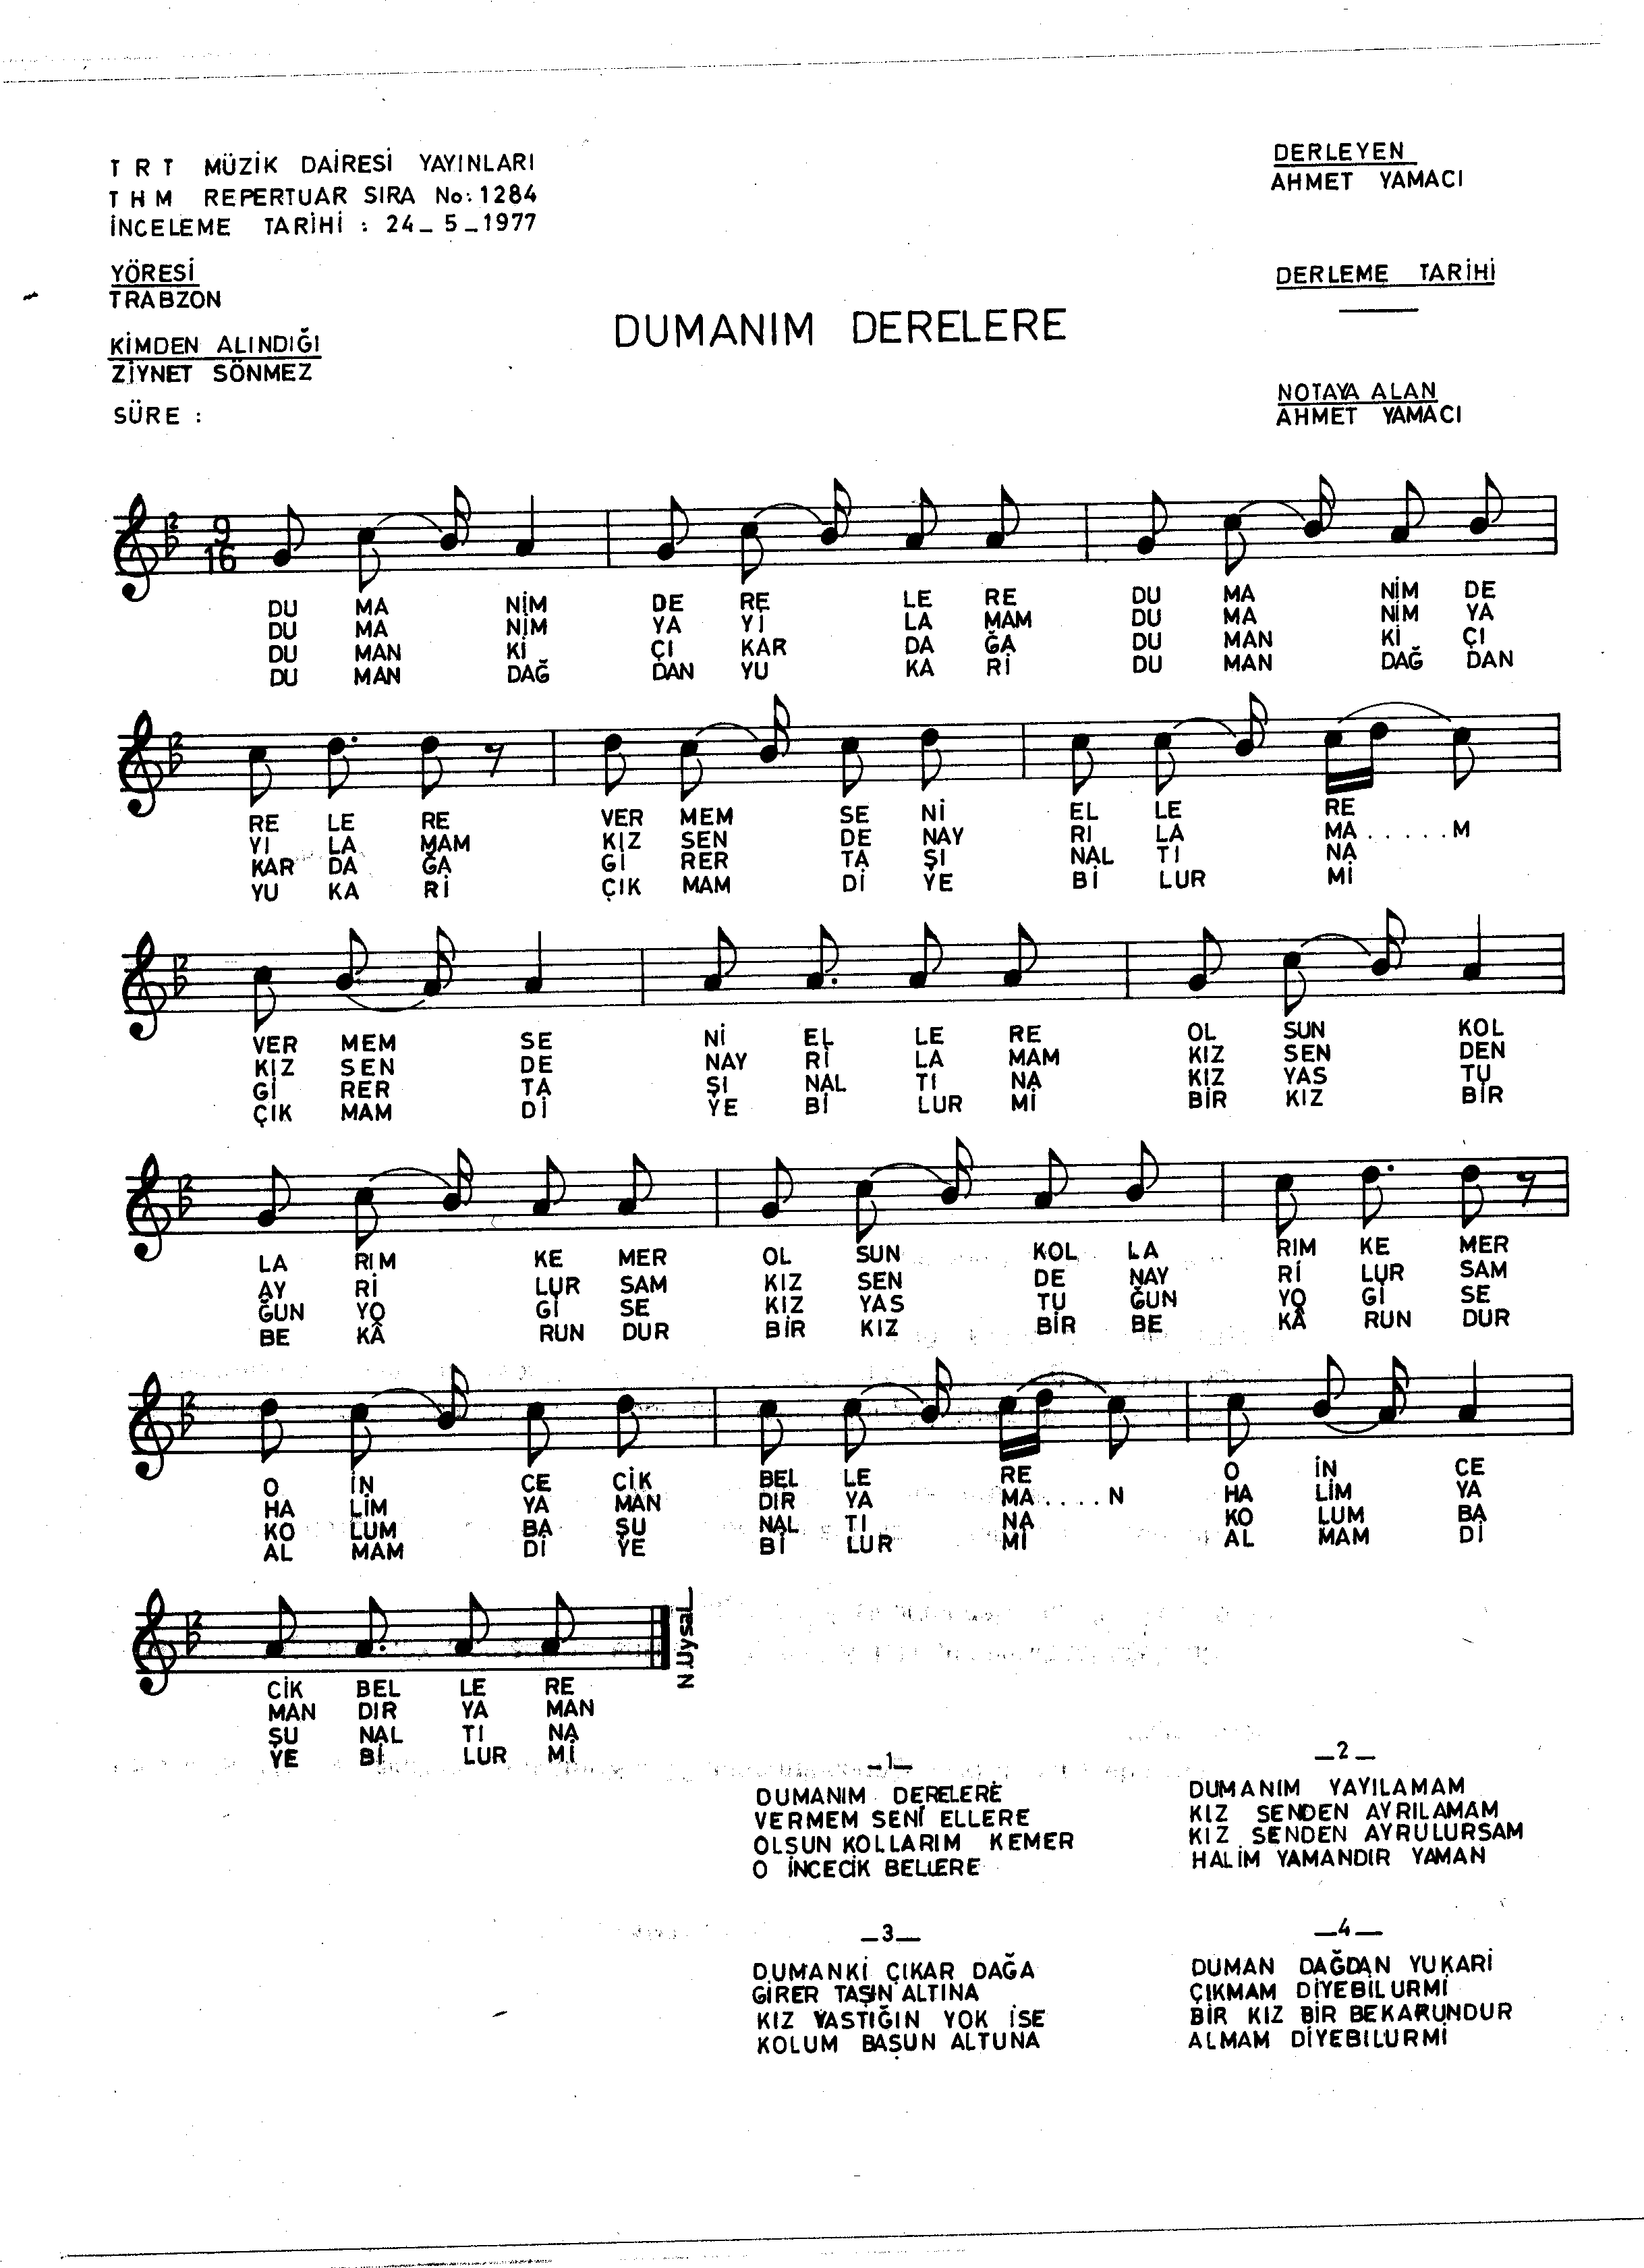 T R T MÜZİK DAİRESİ YAYINLARI
T H M REPERTUAR SIRA No: 1284
İNCELEME TARİHİ : 24_ 5_1977
YÖRESİ
TRABZON
KİMDEN ALINDIĞI
ZİYNET SÖNMEZ
SÜRE :
DUMANIM DERELERE
DERLEYEN
AHMET YAMACI
DERLEME TARİHİ
NOTAYA ALAN
AHMET YAMACI
9
16
DU MA NİM DE RE LE RE DU MA NİM DE
DU MA NİM YA YI LA MAM DU MA NİM YA
DU MAN Kİ ÇI KAR DA ĞA DU MAN Kİ ÇI
DU MAN DAĞ DAN YU KA Rİ DU MAN DAĞ DAN
RE LE RE VER MEM SE Nİ EL LE RE
YI LA MAM KIZ SEN DE NAY RI LA MA.....M
KAR DA ĞA Gİ RER TA ŞI NAL TI NA
YU KA Rİ ÇIK MAM Dİ YE Bİ LUR Mİ
VER MEM SE Nİ EL LE RE OL SUN KOL
KIZ SEN DE NAY Rİ LA MAM KIZ SEN DEN
Gİ RER TA ŞI NAL TI NA KIZ YAS TU
ÇIK MAM Dİ YE Bİ LUR Mİ BİR KIZ BİR
LA RIM KE MER OL SUN KOL LA RIM KE MER
AY Rİ LUR SAM KIZ SEN DE NAY Rİ LUR SAM
ĞUN YO Gİ SE KIZ YAS TU ĞUN YO Gİ SE
BE KÂ RUN DUR BİR KIZ BİR BE KÂ RUN DUR
O İN CE CİK BEL LE RE O İN CE
HA LİM YA MAN DIR YA MA....N HA LİM YA
KO LUM BA ŞU NAL TI NA KO LUM BA
AL MAM Dİ YE Bİ LUR Mİ AL MAM Dİ
CİK BEL LE RE
MAN DIR YA MAN
ŞU NAL TI NA
YE Bİ LUR Mİ
N.Uysal
_1_
DUMANIM DERELERE
VERMEM SENİ ELLERE
OLSUN KOLLARIM KEMER
O İNCECİK BELLERE
_2_
DUMANIM YAYILAMAM
KIZ SENDEN AYRILAMAM
KIZ SENDEN AYRULURSAM
HALİM YAMANDIR YAMAN
_3_
DUMANKİ ÇIKAR DAĞA
GİRER TAŞIN ALTINA
KIZ YASTIĞIN YOK İSE
KOLUM BAŞUN ALTUNA
_4_
DUMAN DAĞDAN YUKARİ
ÇIKMAM DİYEBİLURMİ
BİR KIZ BİR BEKARUNDUR
ALMAM DİYEBİLURMİ